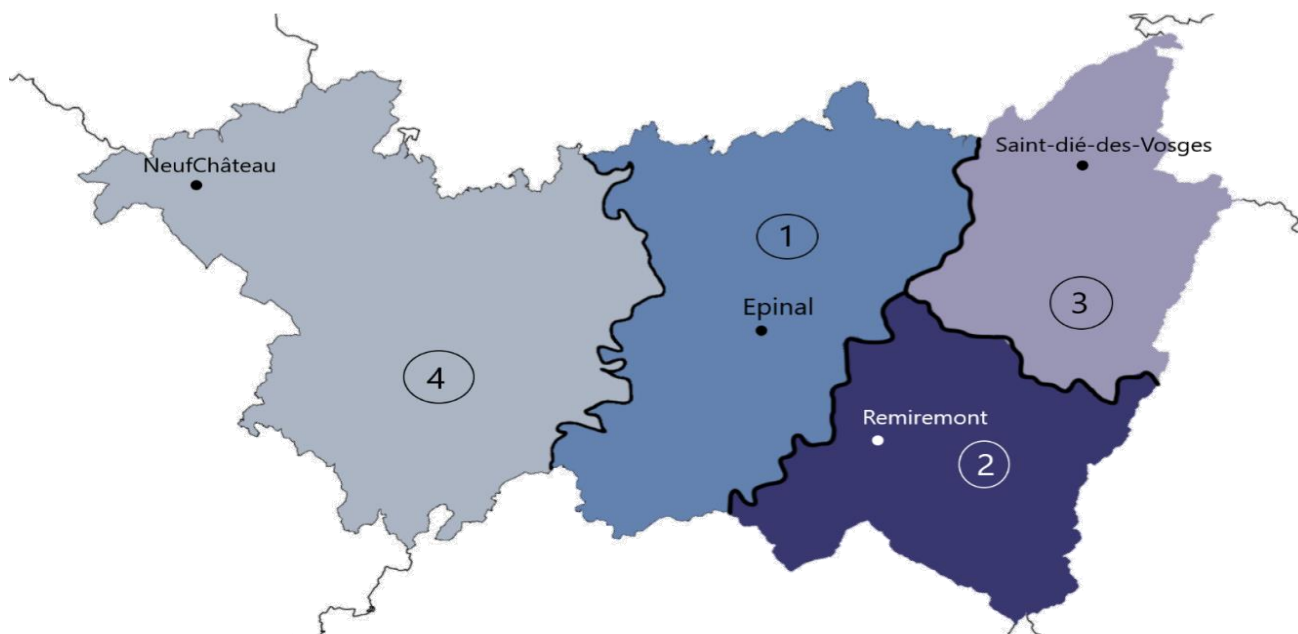 NeufChâteau
Saint-dié-des-Vosges
1
Epinal
3
4
Remiremont
2